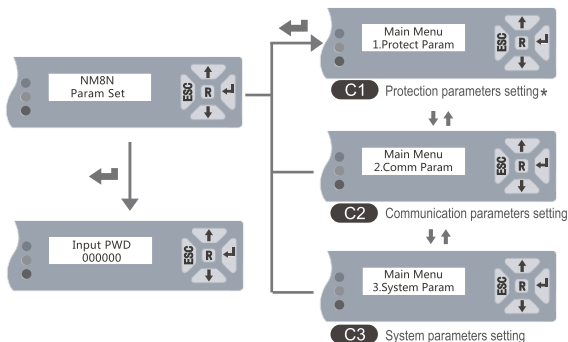 NM8N
Param Set
ESC
R
Input PWD
000000
ESC
R
Main Menu
1.Protect Param
ESC
R
C1 Protection parameters setting*
Main Menu
2.Comm Param
ESC
R
C2 Communication parameters setting
Main Menu
3.System Param
ESC
R
C3 System parameters setting